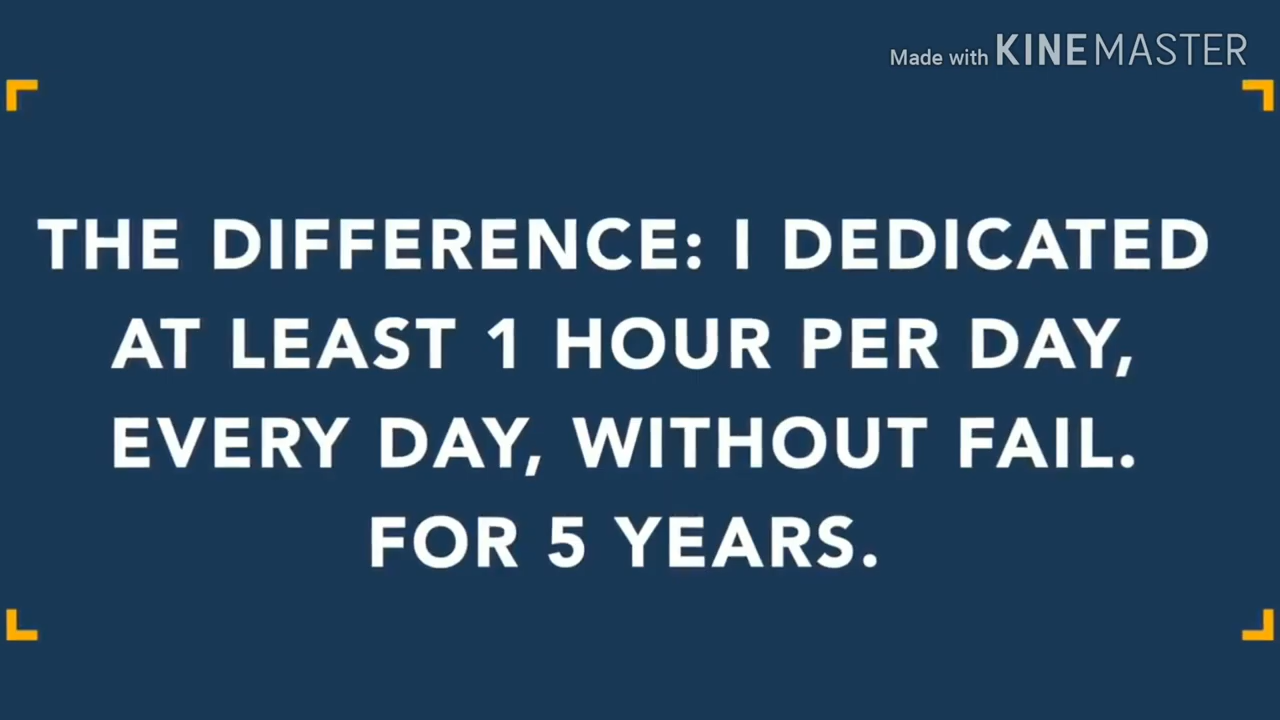 Made with KINEMASTER
THE DIFFERENCE: I DEDICATED
AT LEAST 1 HOUR PER DAY,
EVERY DAY, WITHOUT FAIL.
FOR 5 YEARS.